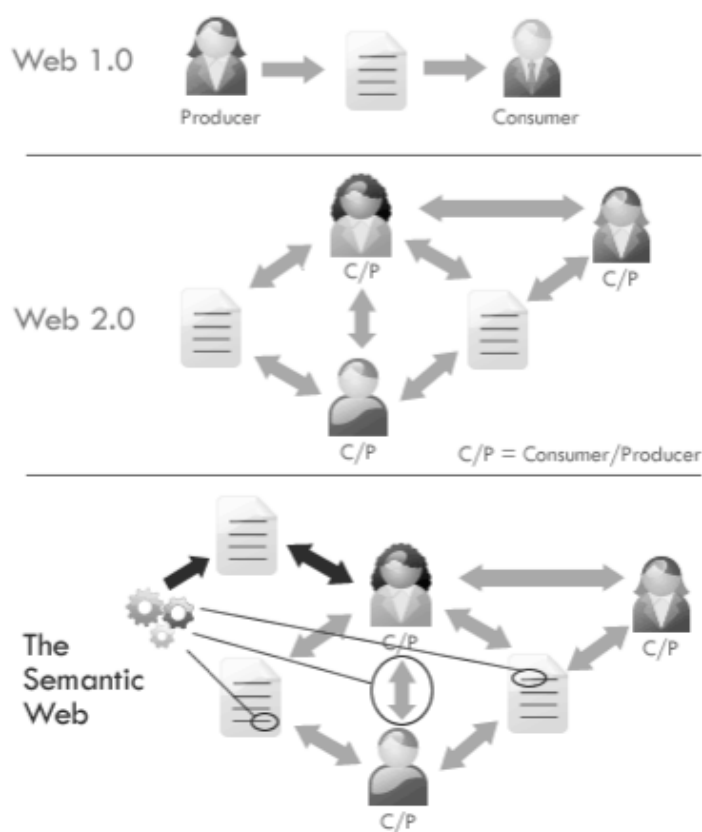 Web 1.0
Producer
Consumer
C/P
C/P
Web 2.0
C/P
C/P = Consumer/Producer
C/P
C/P
The
Semantic
Web
C/P